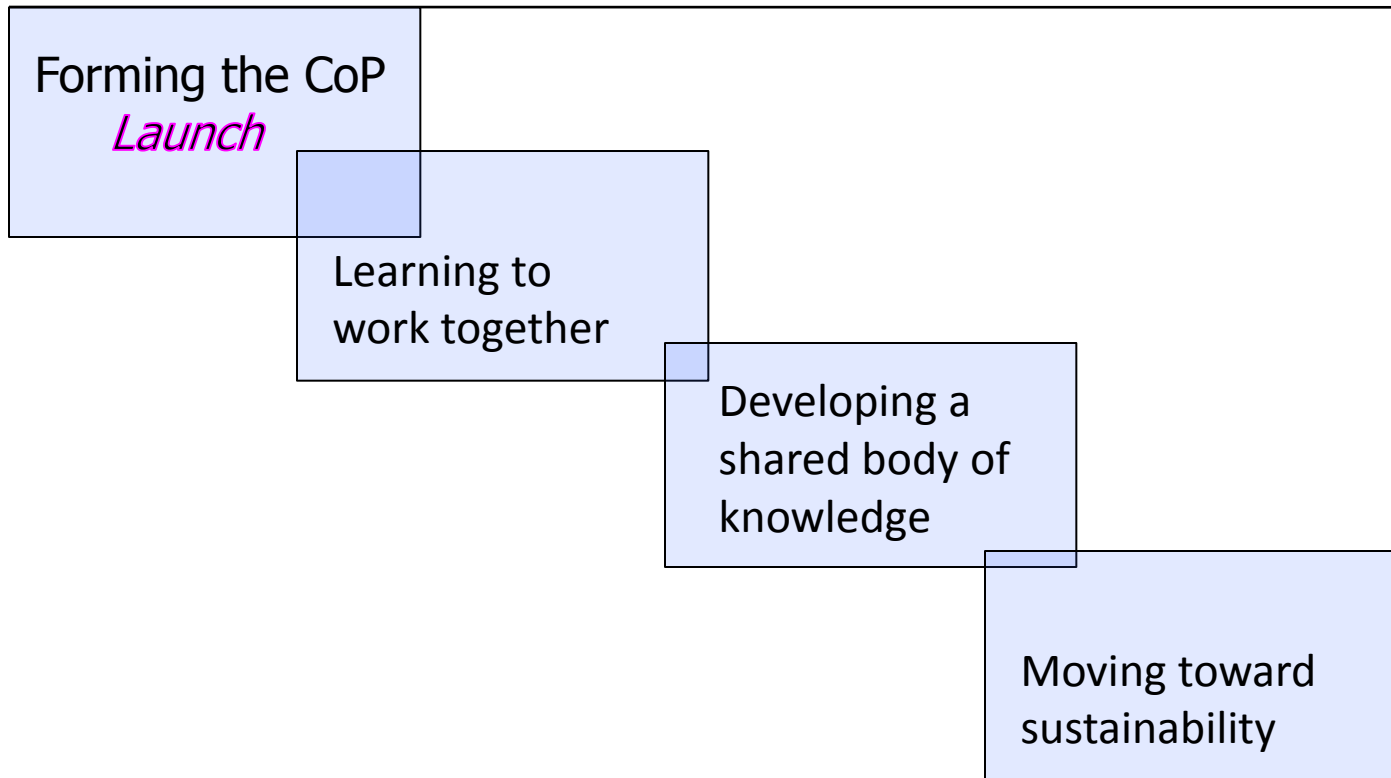 Forming the CoP
Launch
Learning to
work together
Developing a
shared body of
knowledge
Moving toward
sustainability